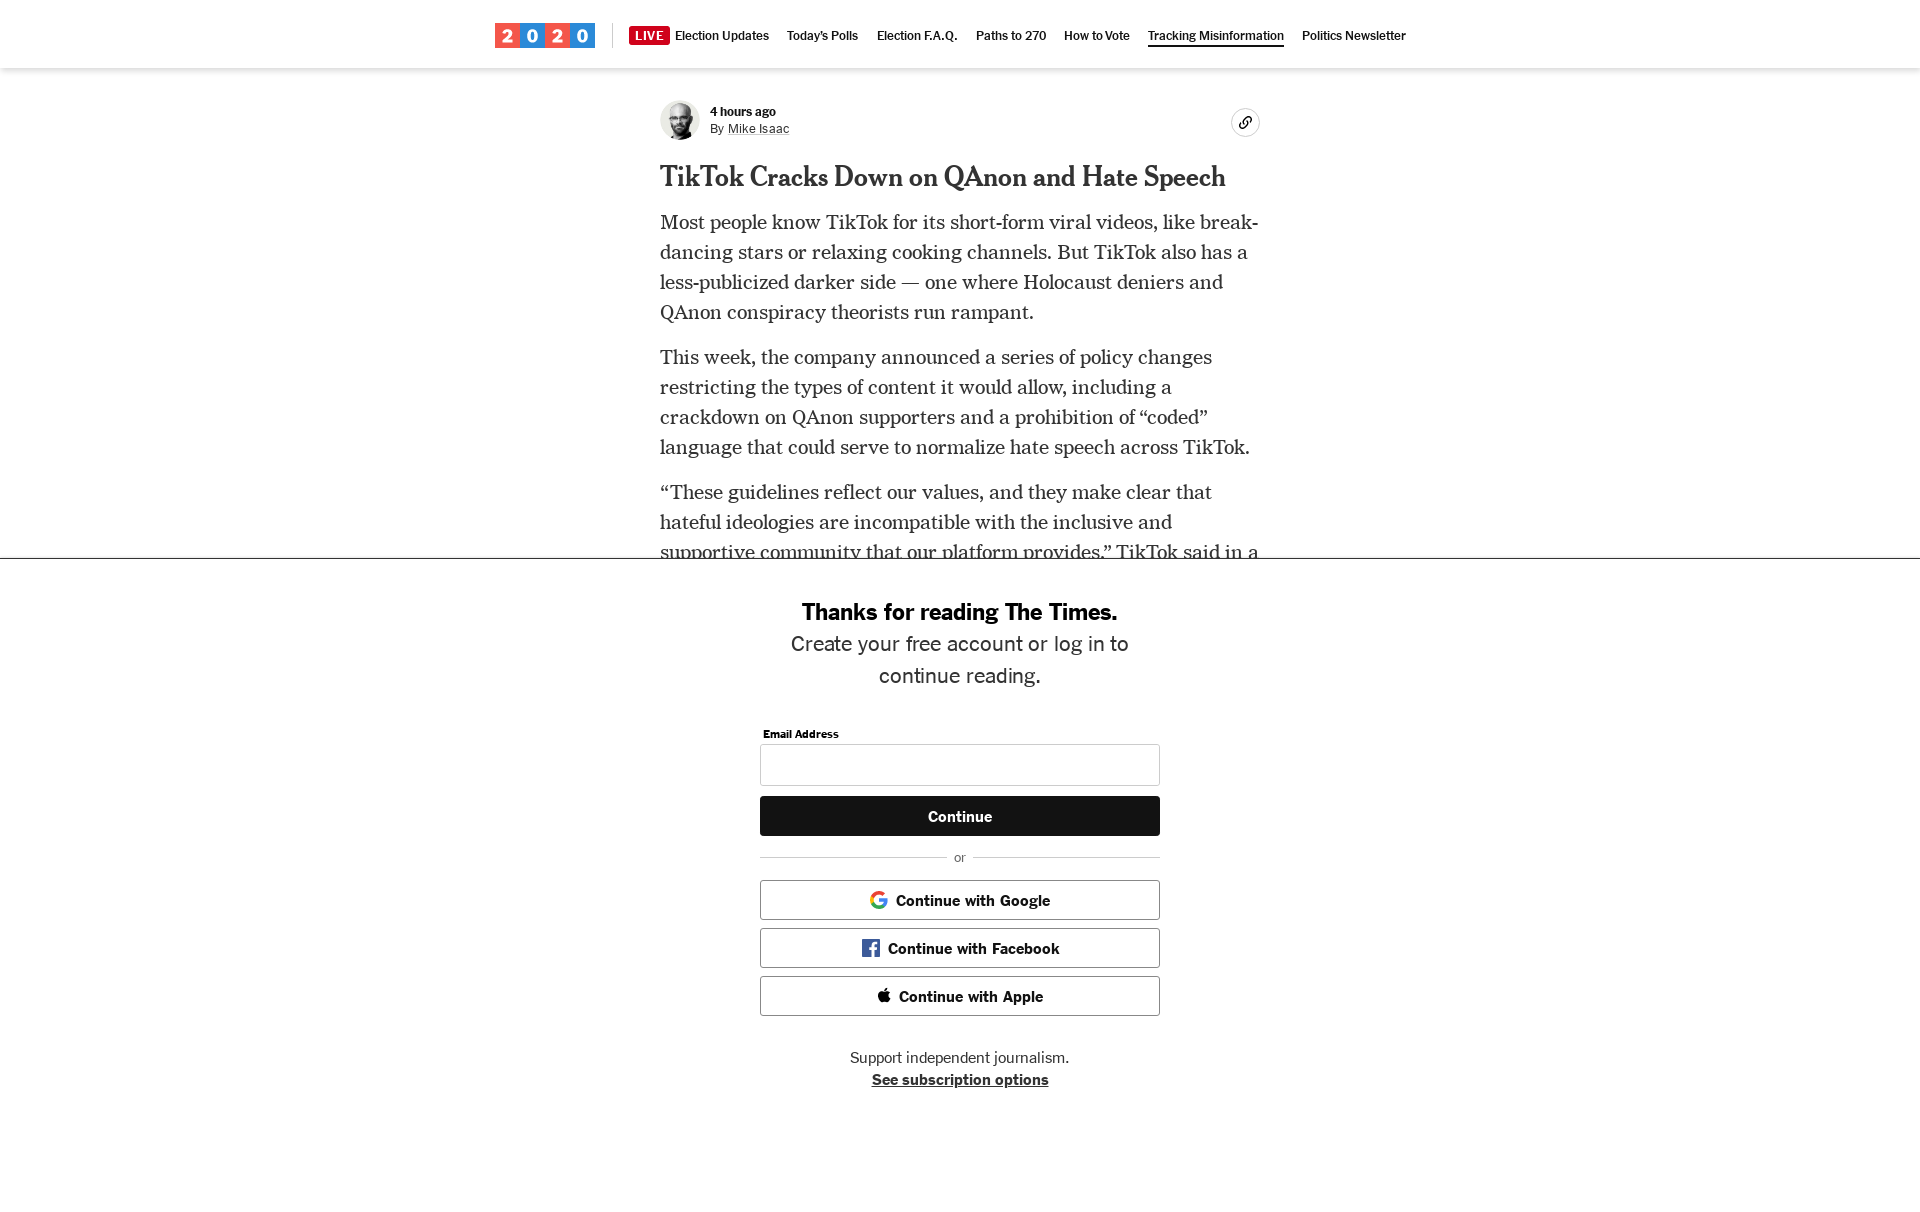 2020
LIVE Election Updates Today’s Polls Election F.A.Q. Paths to 270 How to Vote Tracking Misinformation Politics Newsletter
4 hours ago
By Mike Isaac
TikTok Cracks Down on QAnon and Hate Speech
Most people know TikTok for its short-form viral videos, like break-
dancing stars or relaxing cooking channels. But TikTok also has a
less-publicized darker side — one where Holocaust deniers and
QAnon conspiracy theorists run rampant.
This week, the company announced a series of policy changes
restricting the types of content it would allow, including a
crackdown on QAnon supporters and a prohibition of “coded”
language that could serve to normalize hate speech across TikTok.
“These guidelines reflect our values, and they make clear that
hateful ideologies are incompatible with the inclusive and
supportive community that our platform provides,” TikTok said in a
Thanks for reading The Times.
Create your free account or log in to
continue reading.
Email Address
Continue
or
Continue with Google
Continue with Facebook
Continue with Apple
Support independent journalism.
See subscription options